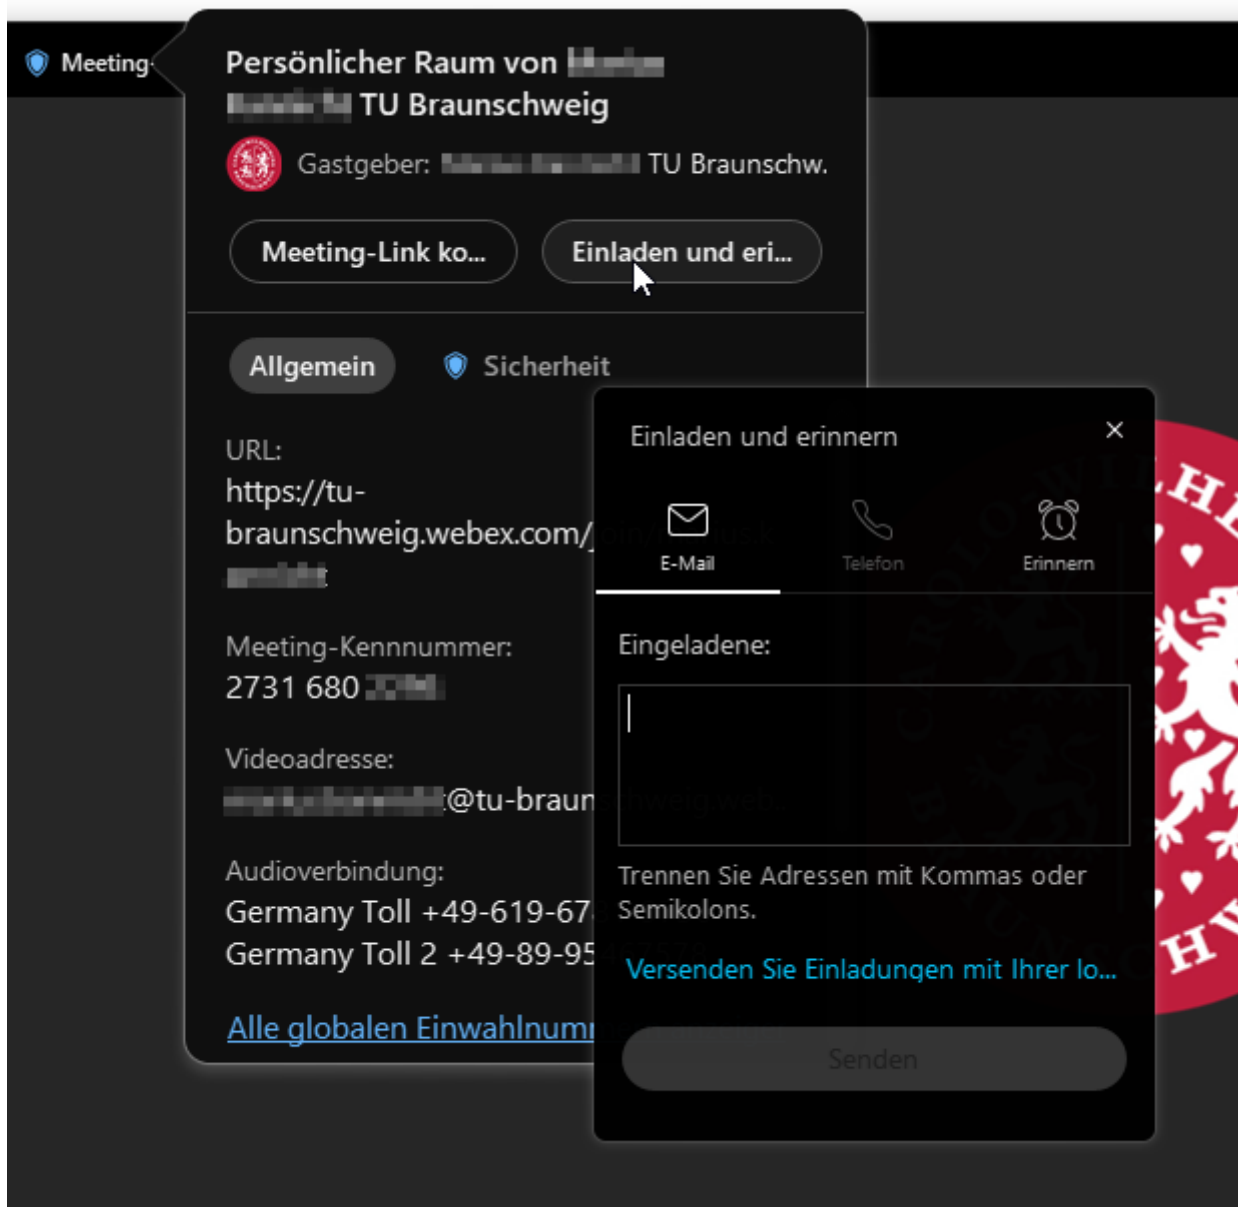 Meeting-
Persönlicher Raum von
TU Braunschweig
Gastgeber: TU Braunschw.
Meeting-Link ko...
Einladen und eri...
Allgemein
Sicherheit
URL:
https://tu-
braunschweig.webex.com/join/
Meeting-Kennnummer:
2731 680
Videoadresse:
@tu-braunschweig.web...
Audioverbindung:
Germany Toll +49-619-67
Germany Toll 2 +49-89-95
Alle globalen Einwahlnumm
Einladen und erinnern
E-Mail
Telefon
Erinnern
Eingeladene:
Trennen Sie Adressen mit Kommas oder
Semikolons.
Versenden Sie Einladungen mit Ihrer lo...
Senden